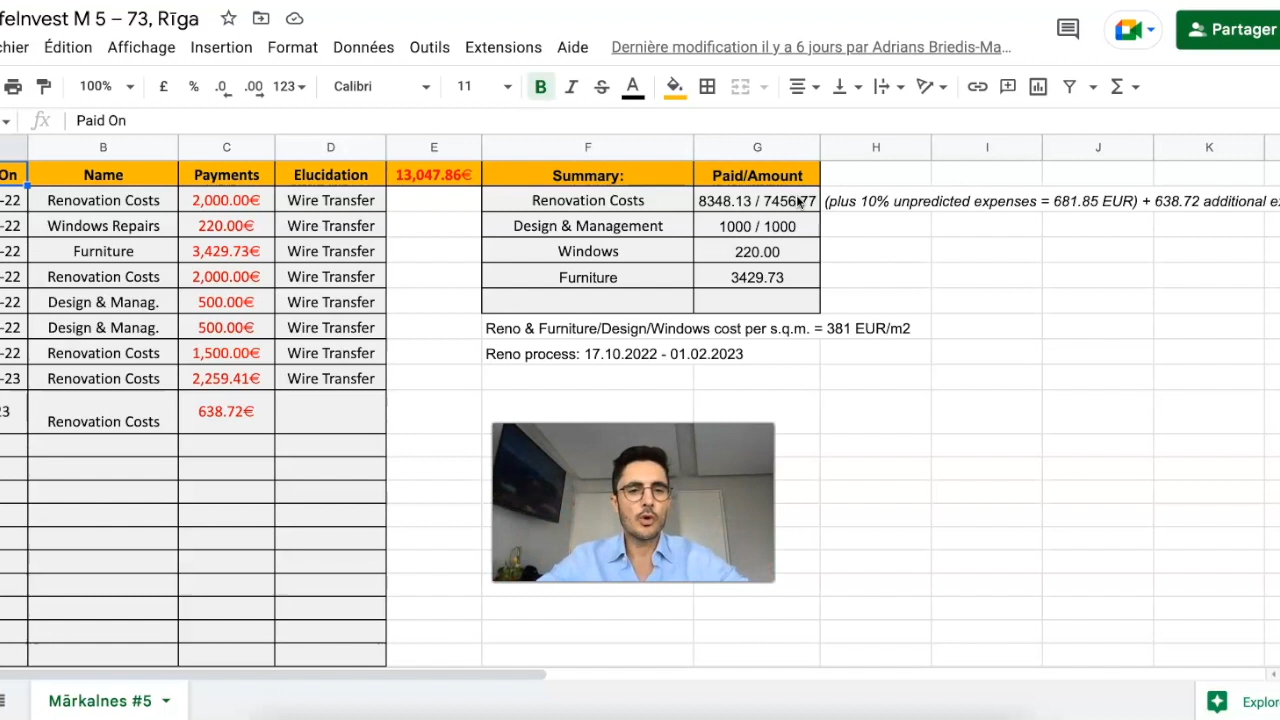 feInvest M 5 – 73, Rīga
hier Édition Affichage Insertion Format Données Outils Extensions Aide Dernière modification il y a 6 jours par Adrians Briedis-Ma…
Partager
100% £ % .0 .00 123 Calibri 11 B I S A Σ
fx Paid On
B C D E F G H I J K
On Name Payments Elucidation 13,047.86€ Summary: Paid/Amount
-22 Renovation Costs 2,000.00€ Wire Transfer Renovation Costs 8348.13 / 7456.77 (plus 10% unpredicted expenses = 681.85 EUR) + 638.72 additional e
-22 Windows Repairs 220.00€ Wire Transfer Design & Management 1000 / 1000
-22 Furniture 3,429.73€ Wire Transfer Windows 220.00
-22 Renovation Costs 2,000.00€ Wire Transfer Furniture 3429.73
-22 Design & Manag. 500.00€ Wire Transfer
-22 Design & Manag. 500.00€ Wire Transfer Reno & Furniture/Design/Windows cost per s.q.m. = 381 EUR/m2
-22 Renovation Costs 1,500.00€ Wire Transfer Reno process: 17.10.2022 - 01.02.2023
-23 Renovation Costs 2,259.41€ Wire Transfer
23 Renovation Costs 638.72€
Mārkalnes #5
Explor